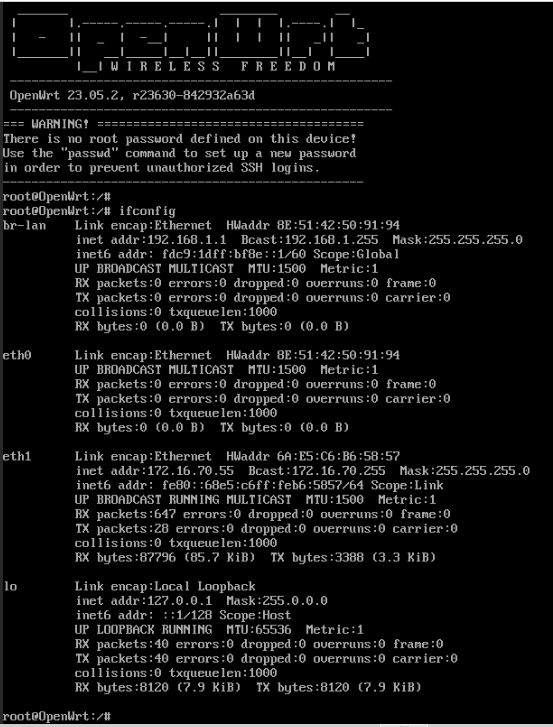 OpenWrt
W I R E L E S S   F R E E D O M
-----------------------------------------------------
OpenWrt 23.05.2, r23630-842932a63d
-----------------------------------------------------
=== WARNING! =====================================
There is no root password defined on this device!
Use the "passwd" command to set up a new password
in order to prevent unauthorized SSH logins.
--------------------------------------------------
root@OpenWrt:/#
root@OpenWrt:/# ifconfig
br-lan    Link encap:Ethernet  HWaddr 8E:51:42:50:91:94
          inet addr:192.168.1.1  Bcast:192.168.1.255  Mask:255.255.255.0
          inet6 addr: fdc9:1dff:bf8e::1/60 Scope:Global
          UP BROADCAST MULTICAST  MTU:1500  Metric:1
          RX packets:0 errors:0 dropped:0 overruns:0 frame:0
          TX packets:0 errors:0 dropped:0 overruns:0 carrier:0
          collisions:0 txqueuelen:1000
          RX bytes:0 (0.0 B)  TX bytes:0 (0.0 B)

eth0      Link encap:Ethernet  HWaddr 8E:51:42:50:91:94
          UP BROADCAST MULTICAST  MTU:1500  Metric:1
          RX packets:0 errors:0 dropped:0 overruns:0 frame:0
          TX packets:0 errors:0 dropped:0 overruns:0 carrier:0
          collisions:0 txqueuelen:1000
          RX bytes:0 (0.0 B)  TX bytes:0 (0.0 B)

eth1      Link encap:Ethernet  HWaddr 6A:E5:C6:B6:58:57
          inet addr:172.16.70.55  Bcast:172.16.70.255  Mask:255.255.255.0
          inet6 addr: fe80::68e5:c6ff:feb6:5857/64 Scope:Link
          UP BROADCAST RUNNING MULTICAST  MTU:1500  Metric:1
          RX packets:647 errors:0 dropped:0 overruns:0 frame:0
          TX packets:28 errors:0 dropped:0 overruns:0 carrier:0
          collisions:0 txqueuelen:1000
          RX bytes:87796 (85.7 KiB)  TX bytes:3388 (3.3 KiB)

lo        Link encap:Local Loopback
          inet addr:127.0.0.1  Mask:255.0.0.0
          inet6 addr: ::1/128 Scope:Host
          UP LOOPBACK RUNNING  MTU:65536  Metric:1
          RX packets:40 errors:0 dropped:0 overruns:0 frame:0
          TX packets:40 errors:0 dropped:0 overruns:0 carrier:0
          collisions:0 txqueuelen:1000
          RX bytes:8120 (7.9 KiB)  TX bytes:8120 (7.9 KiB)

root@OpenWrt:/#